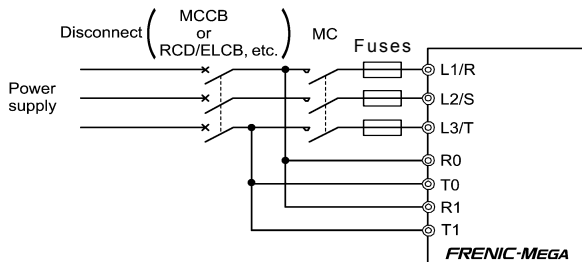 Disconnect
MCCB
or
RCD/ELCB, etc.
MC
Fuses
Power
supply
L1/R
L2/S
L3/T
R0
T0
R1
T1
FRENIC-MEGA